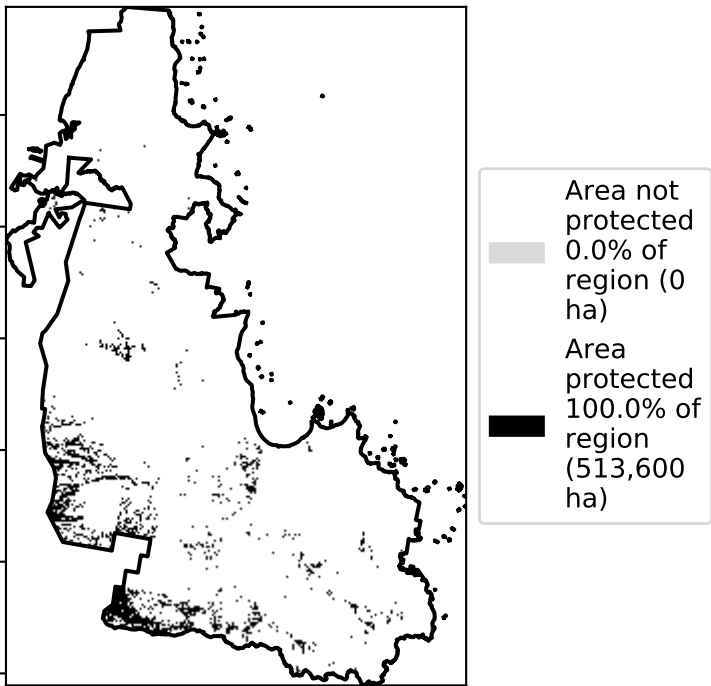 Area not
protected
0.0% of
region (0
ha)
Area
protected
100.0% of
region
(513,600
ha)